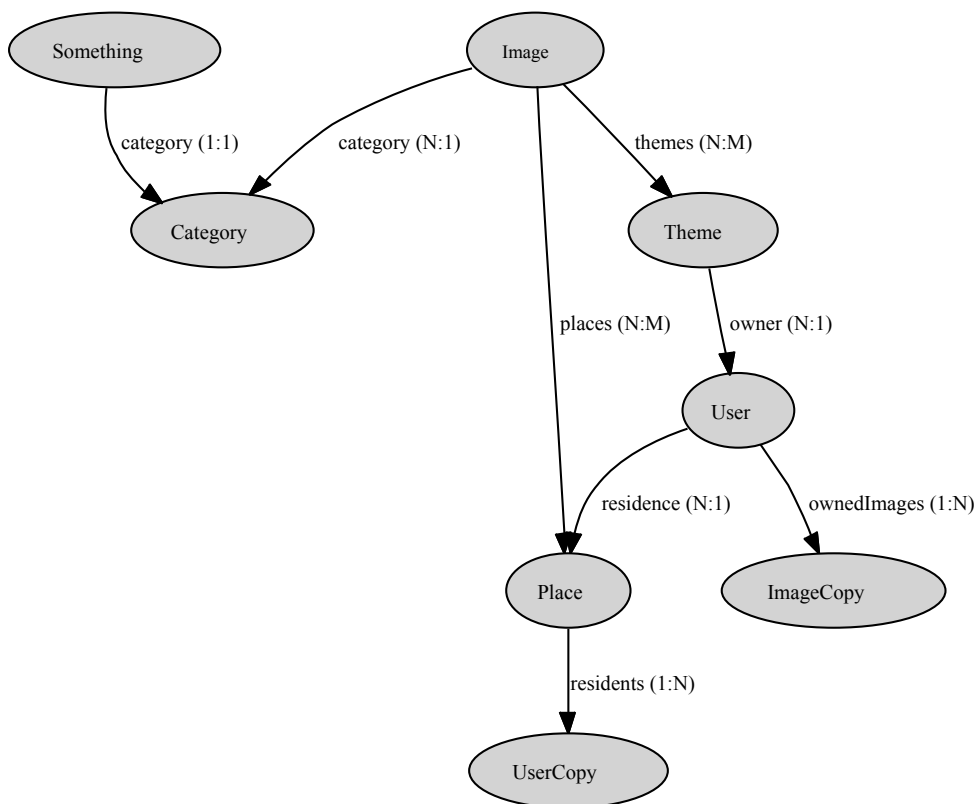 Something
Image
category (1:1)
category (N:1)
themes (N:M)
Category
Theme
places (N:M)
owner (N:1)
User
residence (N:1)
ownedImages (1:N)
Place
ImageCopy
residents (1:N)
UserCopy